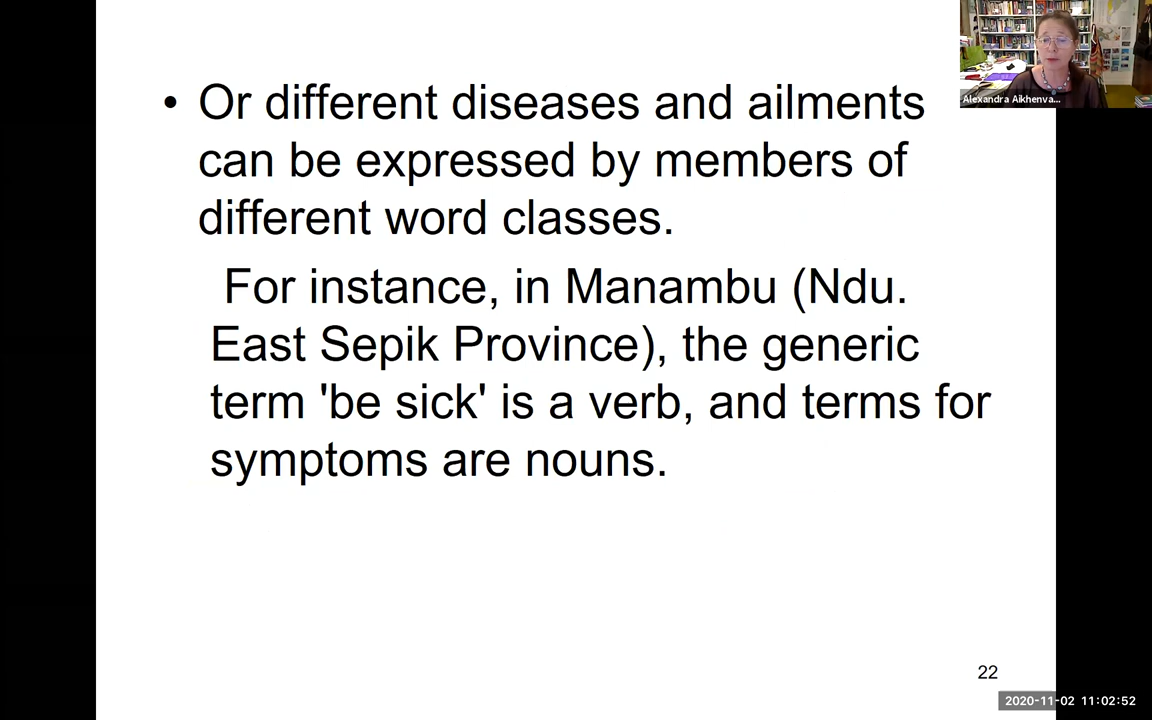 Alexandra Aikhenva...
• Or different diseases and ailments
can be expressed by members of
different word classes.
For instance, in Manambu (Ndu.
East Sepik Province), the generic
term 'be sick' is a verb, and terms for
symptoms are nouns.
22
2020-11-02 11:02:52